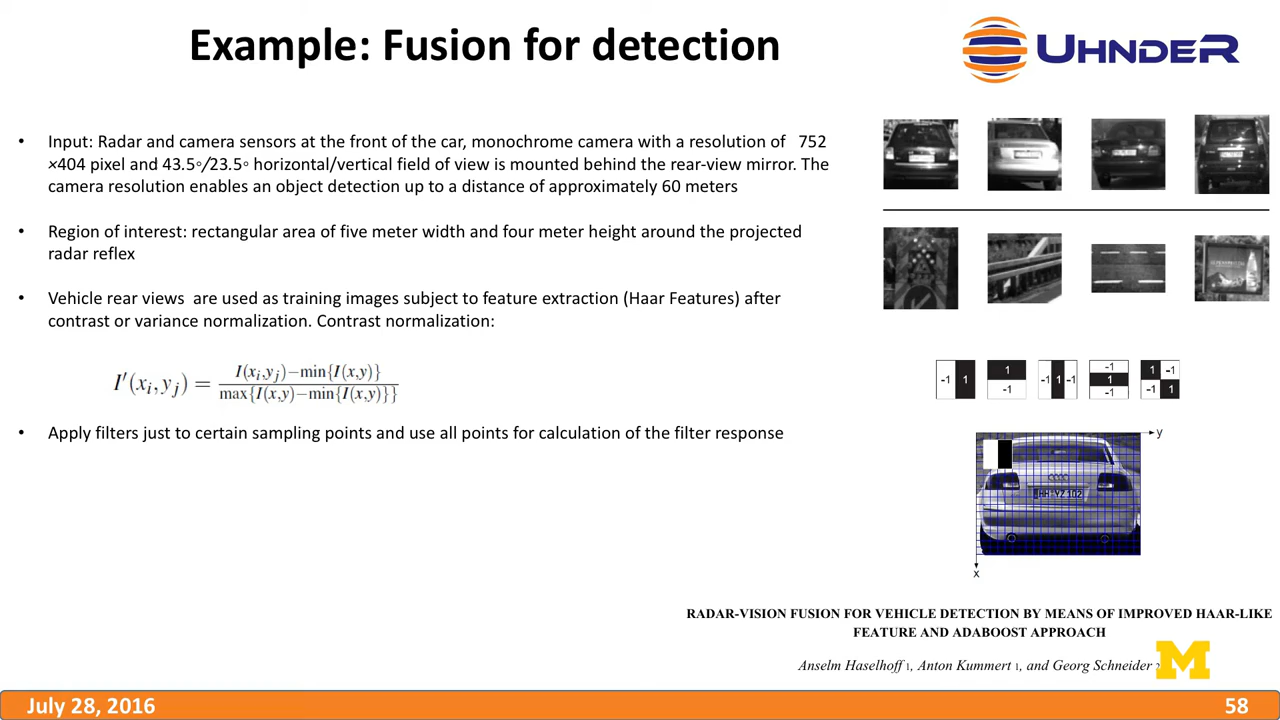 Example: Fusion for detection
UHNDER
• Input: Radar and camera sensors at the front of the car, monochrome camera with a resolution of 752
×404 pixel and 43.5◦/23.5◦ horizontal/vertical field of view is mounted behind the rear-view mirror. The
camera resolution enables an object detection up to a distance of approximately 60 meters
• Region of interest: rectangular area of five meter width and four meter height around the projected
radar reflex
• Vehicle rear views are used as training images subject to feature extraction (Haar Features) after
contrast or variance normalization. Contrast normalization:
I′(xᵢ,yⱼ) = I(xᵢ,yⱼ)−min{I(x,y)} / max{I(x,y)−min{I(x,y)}}
• Apply filters just to certain sampling points and use all points for calculation of the filter response
-1 1
1
-1
-1 1 -1
-1
1
-1
1 -1
-1 1
y
HH·YZ 102
x
RADAR-VISION FUSION FOR VEHICLE DETECTION BY MEANS OF IMPROVED HAAR-LIKE
FEATURE AND ADABOOST APPROACH
Anselm Haselhoff 1, Anton Kummert 1, and Georg Schneider 2
M
July 28, 2016
58